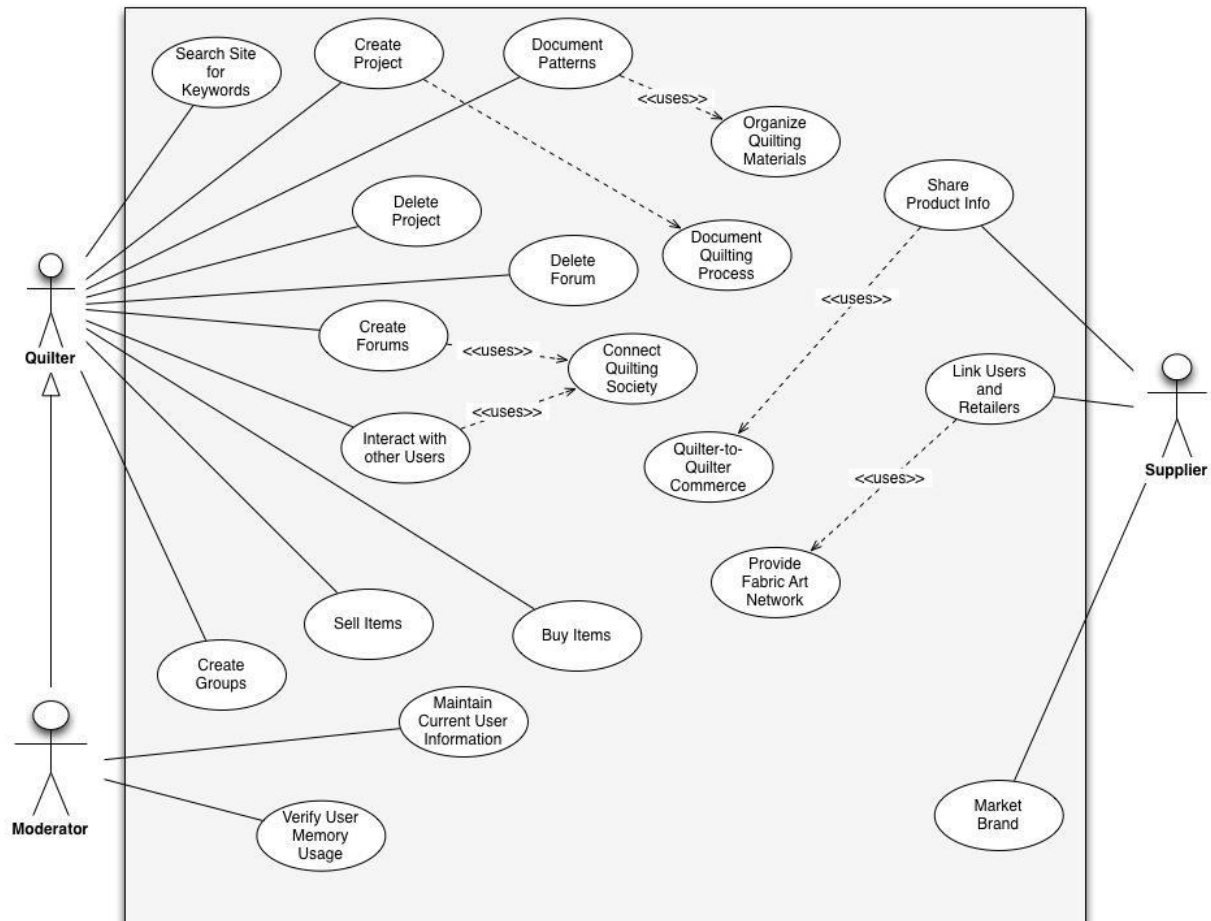 Search Site
for
Keywords
Create
Project
Document
Patterns
<<uses>>
Organize
Quilting
Materials
Share
Product Info
Delete
Project
Document
Quilting
Process
Delete
Forum
<<uses>>
Quilter
Create
Forums
<<uses>>
Connect
Quilting
Society
Link Users
and
Retailers
<<uses>>
Interact with
other Users
Quilter-to-
Quilter
Commerce
<<uses>>
Supplier
Provide
Fabric Art
Network
Sell Items
Buy Items
Create
Groups
Maintain
Current User
Information
Moderator
Verify User
Memory
Usage
Market
Brand